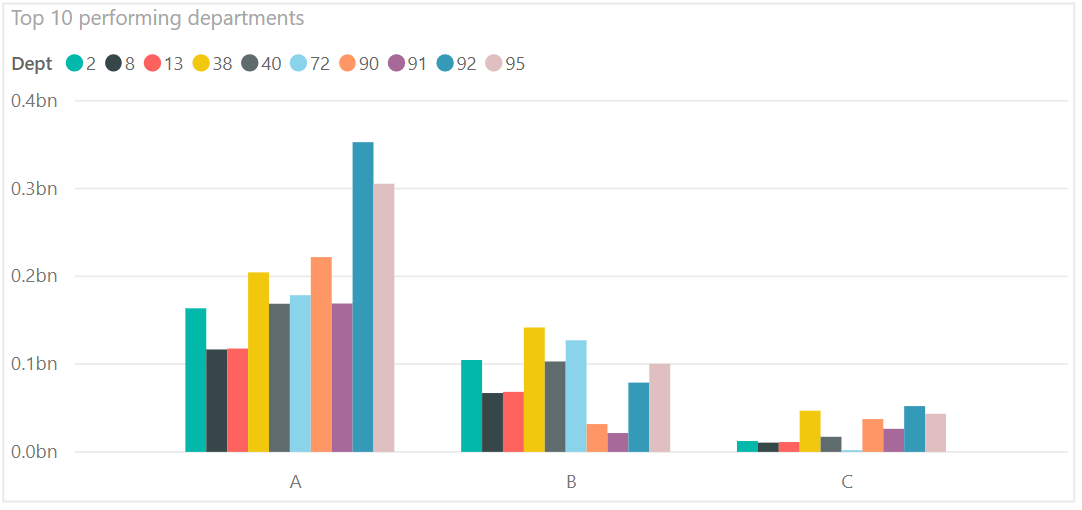 Top 10 performing departments
Dept 2 8 13 38 40 72 90 91 92 95
0.4bn
0.3bn
0.2bn
0.1bn
0.0bn
A B C